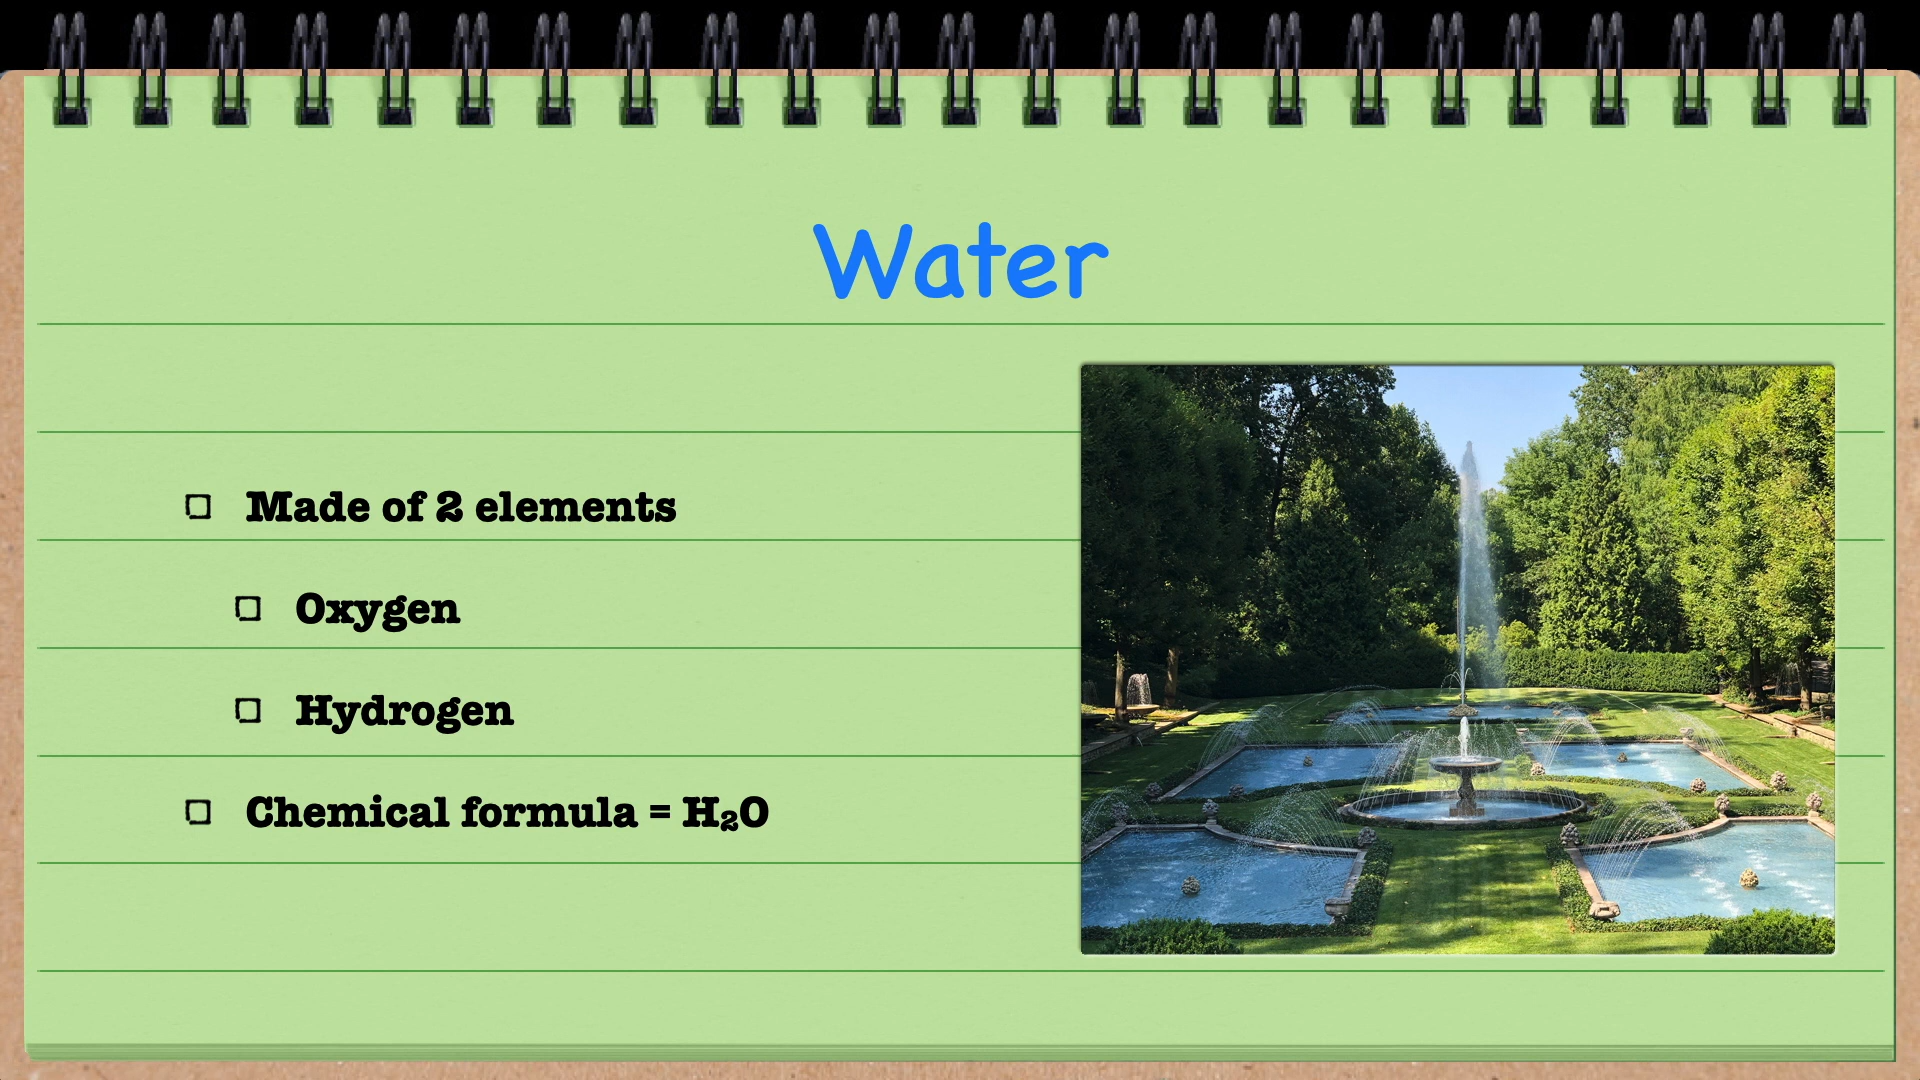 Water
Made of 2 elements
Oxygen
Hydrogen
Chemical formula = H₂O